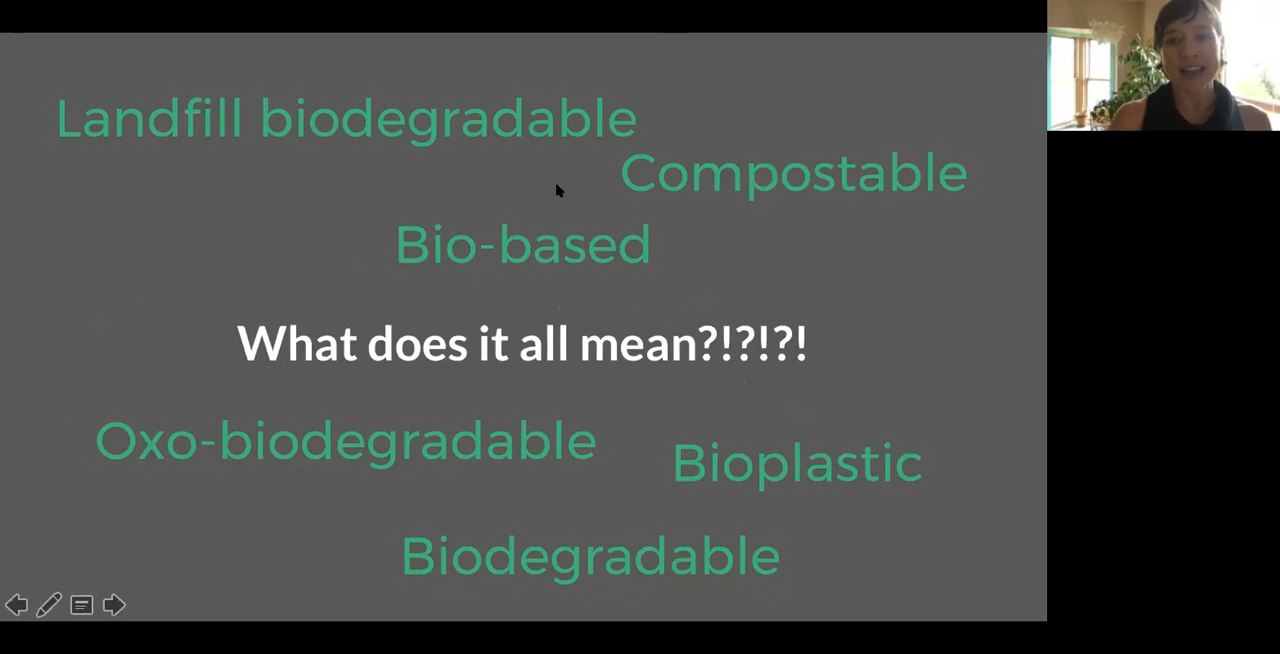 Landfill biodegradable
Compostable
Bio-based
What does it all mean?!?!?!
Oxo-biodegradable
Bioplastic
Biodegradable